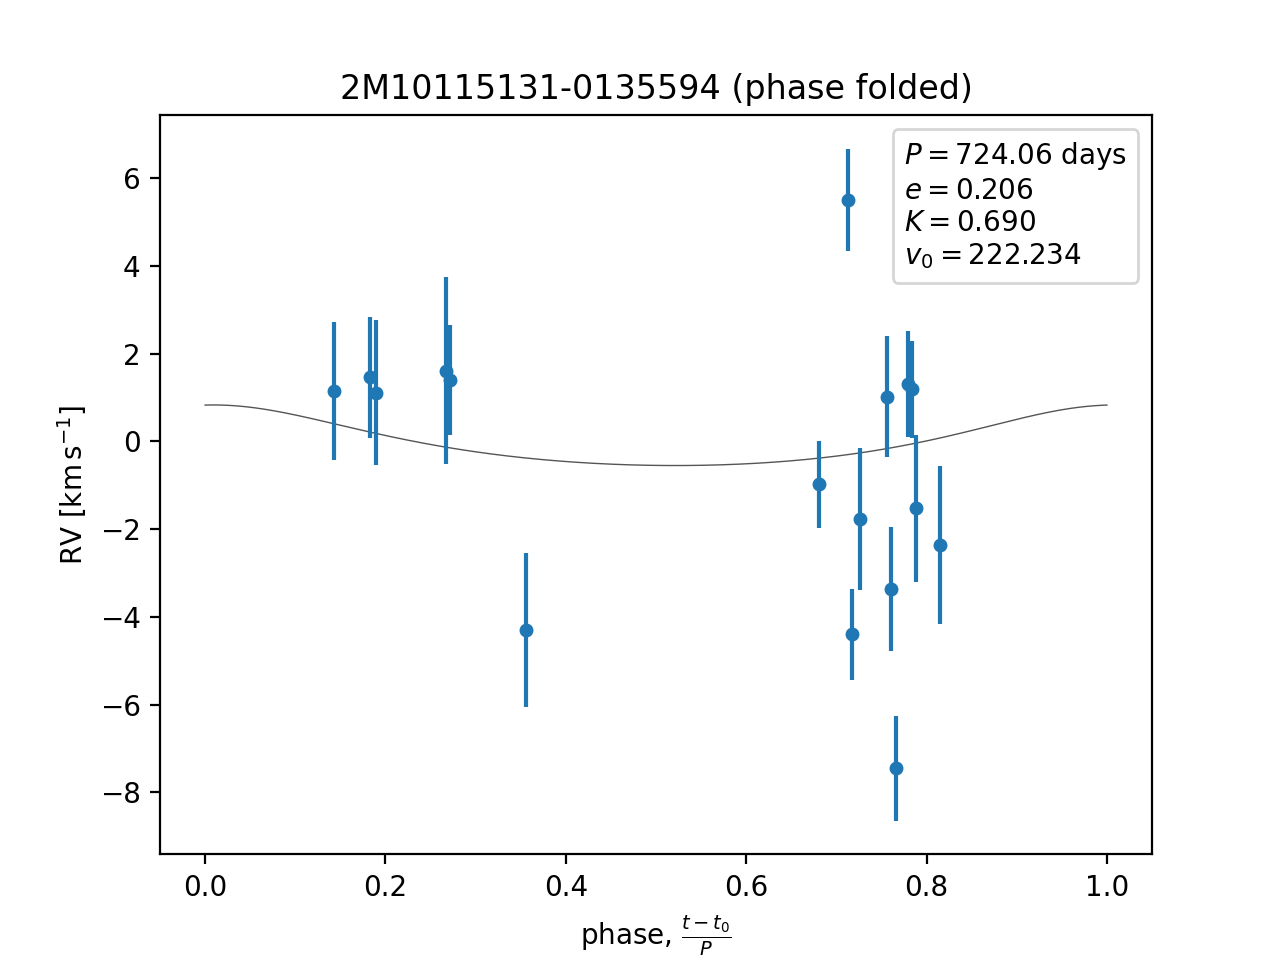 2M10115131-0135594 (phase folded)
P = 724.06 days
e = 0.206
K = 0.690
v₀ = 222.234
6
4
2
0
−2
−4
−6
−8
RV [km s⁻¹]
0.0 0.2 0.4 0.6 0.8 1.0
phase, (t − t₀)/P